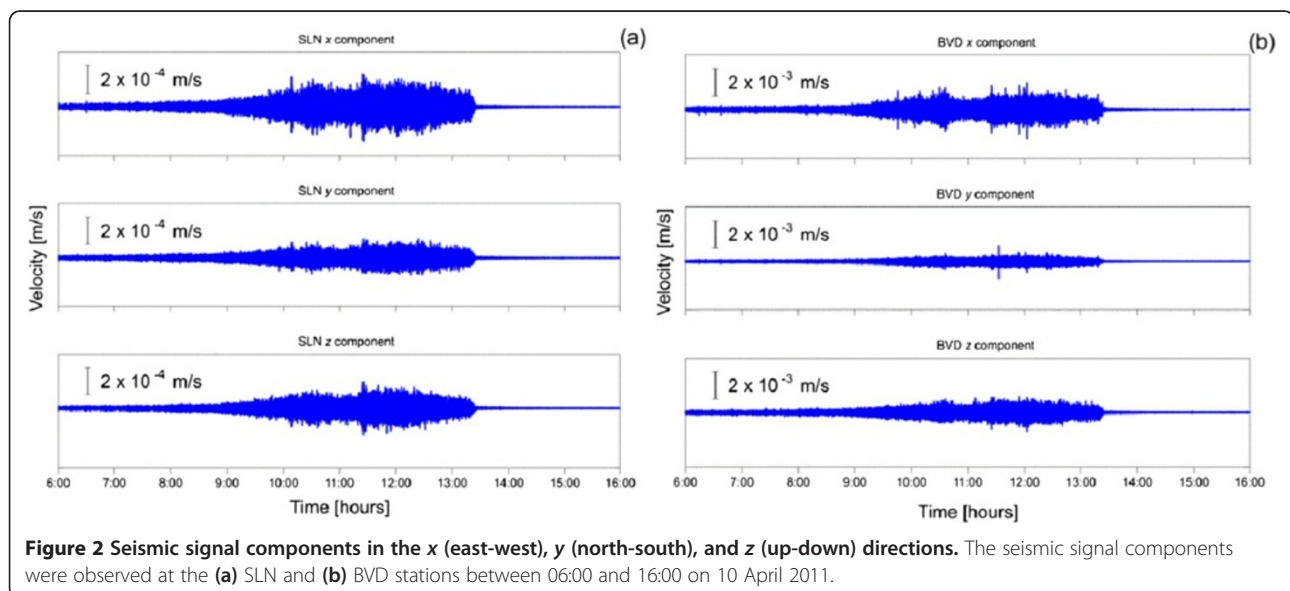 SLN x component
(a)
2 x 10 -4 m/s
SLN y component
2 x 10 -4 m/s
Velocity [m/s]
SLN z component
2 x 10 -4 m/s
6:00 7:00 8:00 9:00 10:00 11:00 12:00 13:00 14:00 15:00 16:00
Time [hours]
BVD x component
(b)
2 x 10 -3 m/s
BVD y component
2 x 10 -3 m/s
Velocity [m/s]
BVD z component
2 x 10 -3 m/s
6:00 7:00 8:00 9:00 10:00 11:00 12:00 13:00 14:00 15:00 16:00
Time [hours]
Figure 2 Seismic signal components in the x (east-west), y (north-south), and z (up-down) directions. The seismic signal components
were observed at the (a) SLN and (b) BVD stations between 06:00 and 16:00 on 10 April 2011.